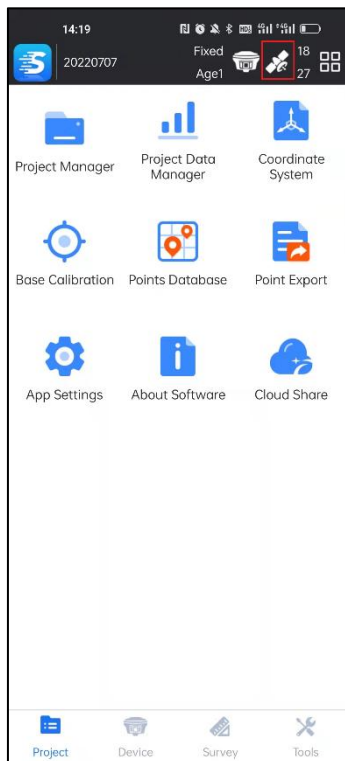 14:19
20220707
Fixed
Age1
18
27
Project Manager
Project Data
Manager
Coordinate
System
Base Calibration
Points Database
Point Export
App Settings
About Software
Cloud Share
Project
Device
Survey
Tools